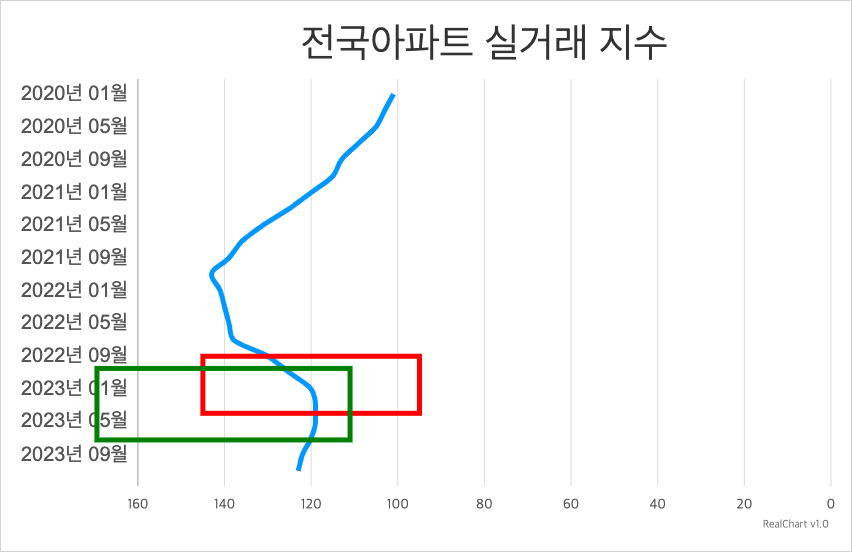 전국아파트 실거래 지수
2020년 01월
2020년 05월
2020년 09월
2021년 01월
2021년 05월
2021년 09월
2022년 01월
2022년 05월
2022년 09월
2023년 01월
2023년 05월
2023년 09월
160 140 120 100 80 60 40 20 0
RealChart v1.0